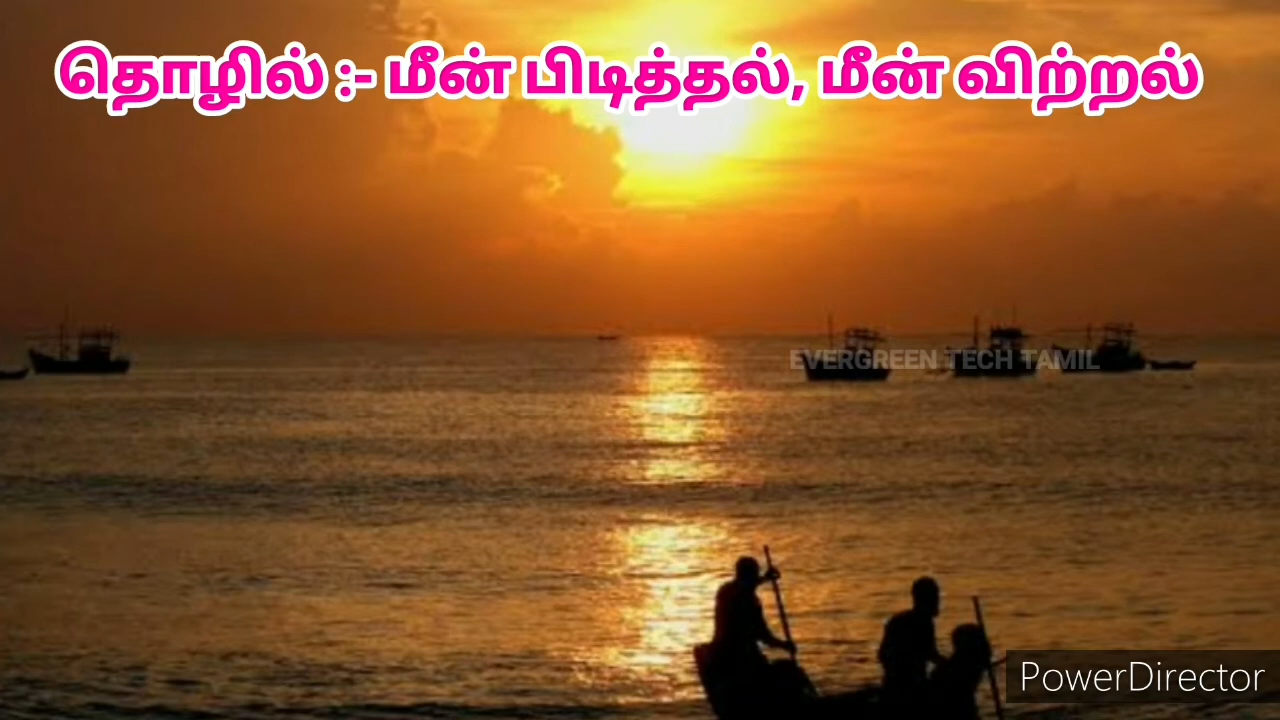 தொழில் :- மீன் பிடித்தல், மீன் விற்றல்
EVERGREEN TECH TAMIL
PowerDirector